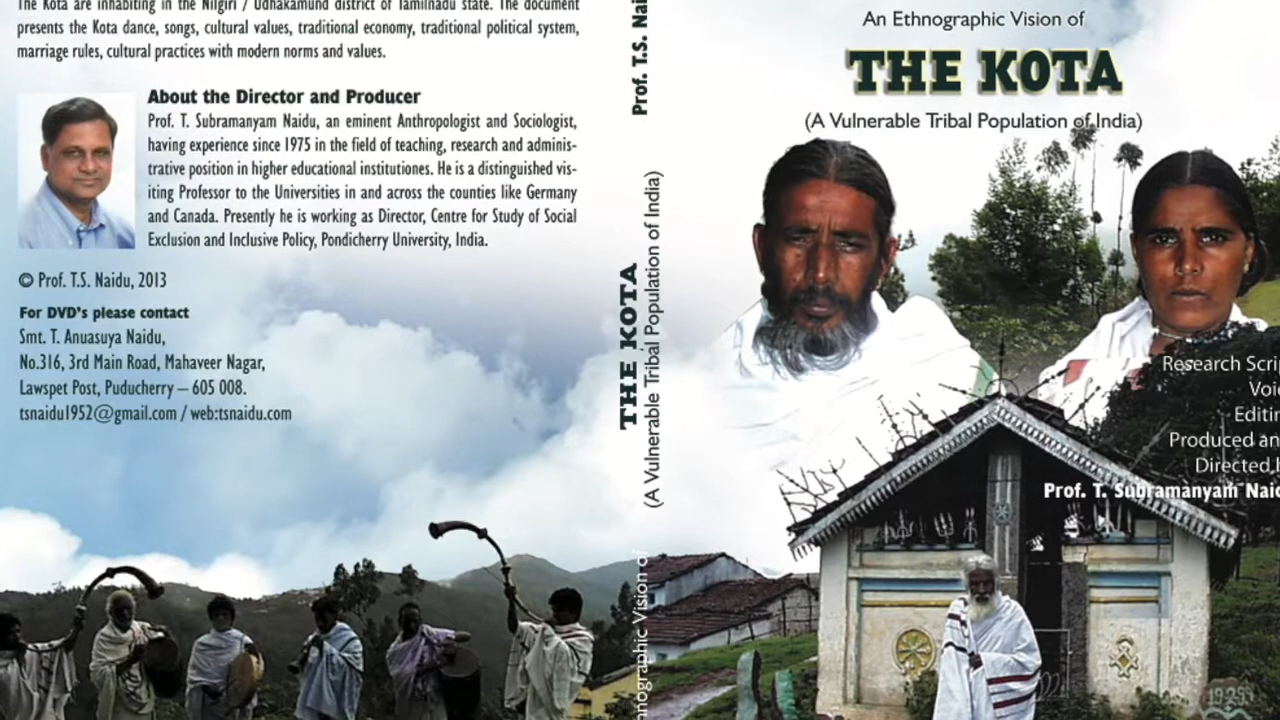 The Kota are inhabiting in the Nilgiri / Udhakamund district of Tamilnadu state. The document
presents the Kota dance, songs, cultural values, traditional economy, traditional political system,
marriage rules, cultural practices with modern norms and values.
About the Director and Producer
Prof. T. Subramanyam Naidu, an eminent Anthropologist and Sociologist,
having experience since 1975 in the field of teaching, research and adminis-
trative position in higher educational institutiones. He is a distinguished vis-
iting Professor to the Universities in and across the counties like Germany
and Canada. Presently he is working as Director, Centre for Study of Social
Exclusion and Inclusive Policy, Pondicherry University, India.
© Prof. T.S. Naidu, 2013
For DVD's please contact
Smt. T. Anuasuya Naidu,
No.316, 3rd Main Road, Mahaveer Nagar,
Lawspet Post, Puducherry – 605 008.
tsnaidu1952@gmail.com / web:tsnaidu.com
Prof. T.S. Nai
THE KOTA
(A Vulnerable Tribal Population of India)
nographic Vision of
An Ethnographic Vision of
THE KOTA
(A Vulnerable Tribal Population of India)
Research Scrip
Voic
Editin
Produced an
Directed b
Prof. T. Subramanyam Naid